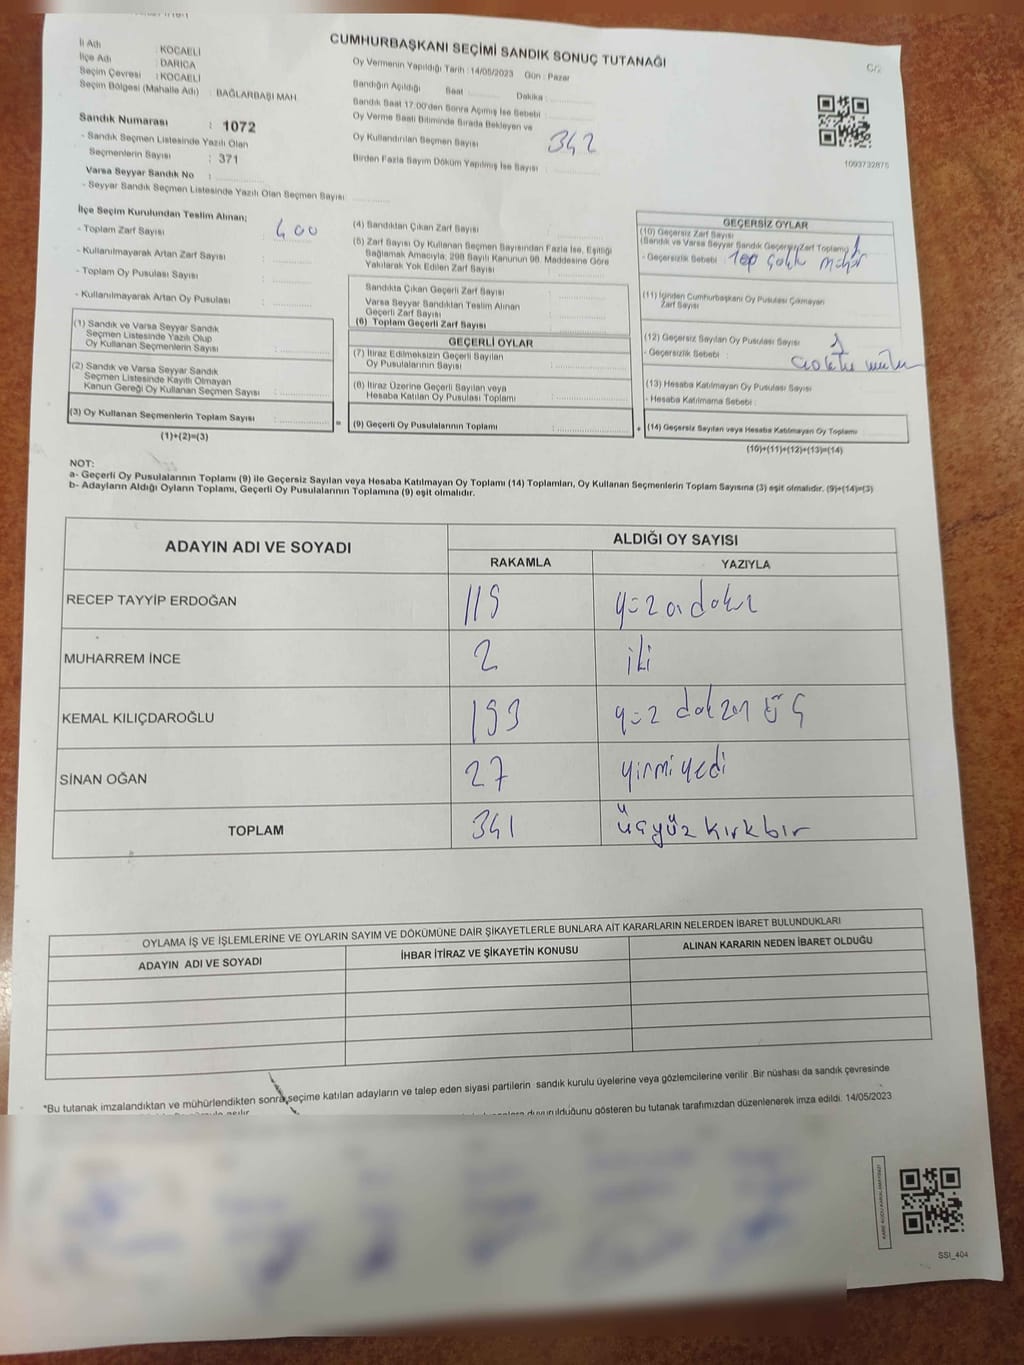 CUMHURBAŞKANI SEÇİMİ SANDIK SONUÇ TUTANAĞI
C/2
İl Adı : KOCAELİ
İlçe Adı : DARICA
Seçim Çevresi : KOCAELİ
Seçim Bölgesi (Mahalle Adı) : BAĞLARBAŞI MAH
Sandık Numarası : 1072
- Sandık Seçmen Listesinde Yazılı Olan
Seçmenlerin Sayısı : 371
Varsa Seyyar Sandık No :
- Seyyar Sandık Seçmen Listesinde Yazılı Olan Seçmen Sayısı
Oy Vermenin Yapıldığı Tarih : 14/05/2023 Gün : Pazar
Sandığın Açıldığı Saat Dakika
Sandık Saat 17:00'den Sonra Açımış İse Sebebi :
Oy Verme Saati Bitiminde Sırada Bekleyen ve
Oy Kullandırılan Seçmen Sayısı 342
Birden Fazla Sayım Döküm Yapılmış İse Sayısı :
1093732875
İlçe Seçim Kurulundan Teslim Alınan;
- Toplam Zarf Sayısı : 400
- Kullanılmayarak Artan Zarf Sayısı :
- Toplam Oy Pusulası Sayısı :
- Kullanılmayarak Artan Oy Pusulası :
(1) Sandık ve Varsa Seyyar Sandık
Seçmen Listesinde Yazılı Olup
Oy Kullanan Seçmenlerin Sayısı :
(2) Sandık ve Varsa Seyyar Sandık
Seçmen Listesinde Kayıtlı Olmayan
Kanun Gereği Oy Kullanan Seçmen Sayısı :
(3) Oy Kullanan Seçmenlerin Toplam Sayısı :
(1)+(2)=(3)
(4) Sandıktan Çıkan Zarf Sayısı :
(5) Zarf Sayısı Oy Kullanan Seçmen Sayısından Fazla İse, Eşitliği
Sağlamak Amacıyla, 298 Sayılı Kanunun 98. Maddesine Göre
Yakılarak Yok Edilen Zarf Sayısı :
Sandıkta Çıkan Geçerli Zarf Sayısı :
Varsa Seyyar Sandıktan Teslim Alınan
Geçerli Zarf Sayısı :
(6) Toplam Geçerli Zarf Sayısı :
GEÇERLİ OYLAR
(7) İtiraz Edilmeksizin Geçerli Sayılan
Oy Pusulalarının Sayısı :
(8) İtiraz Üzerine Geçerli Sayılan veya
Hesaba Katılan Oy Pusulası Toplamı :
= (9) Geçerli Oy Pusulalarının Toplamı :
GEÇERSİZ OYLAR
(10) Geçersiz Zarf Sayısı
(Sandık ve Varsa Seyyar Sandık Geçersiz Zarf Toplamı) 1
- Geçersizlik Sebebi :
(11) İçinden Cumhurbaşkanı Oy Pusulası Çıkmayan
Zarf Sayısı
(12) Geçersiz Sayılan Oy Pusulası Sayısı 1
- Geçersizlik Sebebi :
(13) Hesaba Katılmayan Oy Pusulası Sayısı
- Hesaba Katılmama Sebebi :
+ (14) Geçersiz Sayılan veya Hesaba Katılmayan Oy Toplamı
(10)+(11)+(12)+(13)=(14)
NOT:
a- Geçerli Oy Pusulalarının Toplamı (9) ile Geçersiz Sayılan veya Hesaba Katılmayan Oy Toplamı (14) Toplamları, Oy Kullanan Seçmenlerin Toplam Sayısına (3) eşit olmalıdır. (9)+(14)=(3)
b- Adayların Aldığı Oyların Toplamı, Geçerli Oy Pusulalarının Toplamına (9) eşit olmalıdır.
ADAYIN ADI VE SOYADI
ALDIĞI OY SAYISI
RAKAMLA YAZIYLA
RECEP TAYYİP ERDOĞAN 119
MUHARREM İNCE 2 iki
KEMAL KILIÇDAROĞLU 193 yüz doksan üç
SİNAN OĞAN 27 yirmi yedi
TOPLAM 341 üçyüz kırk bir
OYLAMA İŞ VE İŞLEMLERİNE VE OYLARIN SAYIM VE DÖKÜMÜNE DAİR ŞİKAYETLERLE BUNLARA AİT KARARLARIN NELERDEN İBARET BULUNDUKLARI
ADAYIN ADI VE SOYADI İHBAR İTİRAZ VE ŞİKAYETİN KONUSU ALINAN KARARIN NEDEN İBARET OLDUĞU
*Bu tutanak imzalandıktan ve mühürlendikten sonra seçime katılan adayların ve talep eden siyasi partilerin sandık kurulu üyelerine veya gözlemcilerine verilir .Bir nüshası da sandık çevresinde
duyurulduğunu gösteren bu tutanak tarafımızdan düzenlenerek imza edildi. 14/05/2023
SSI_404